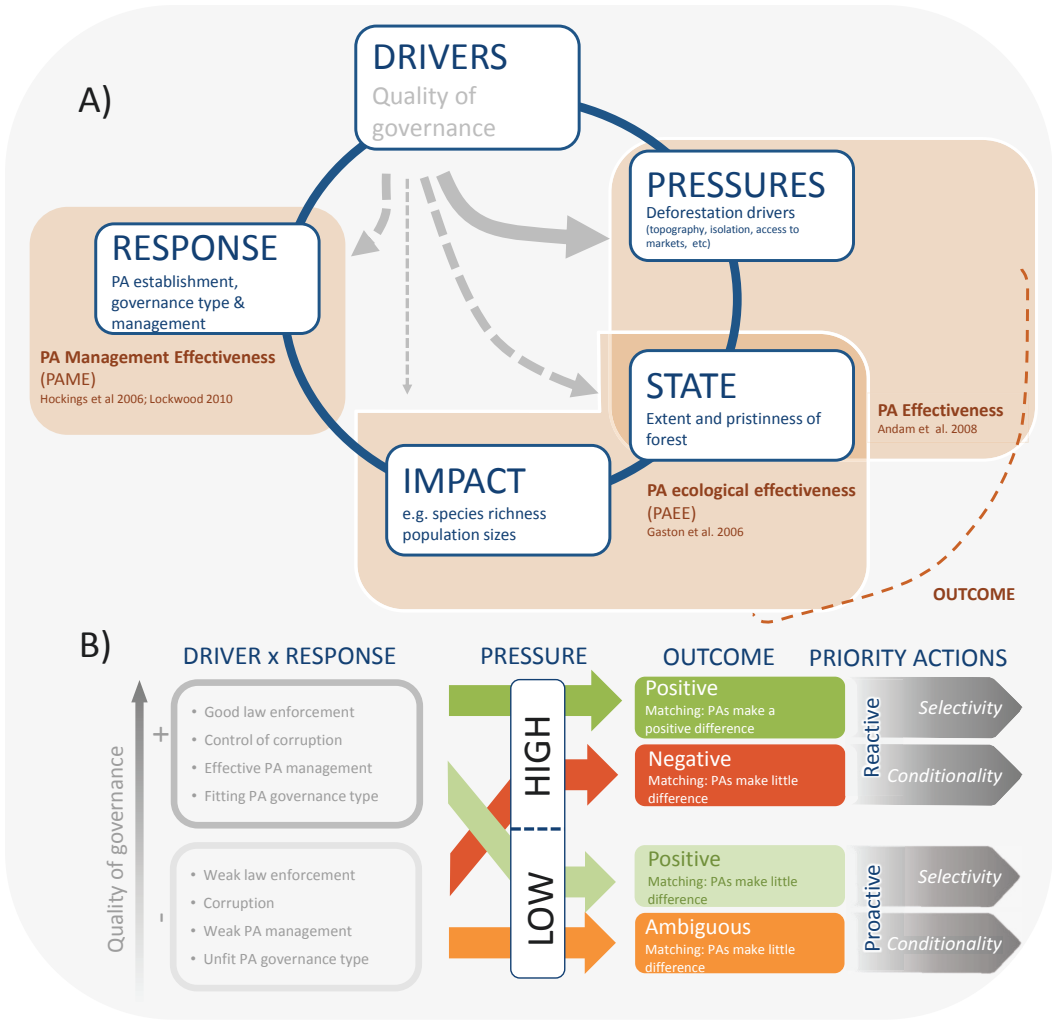 A)
DRIVERS
Quality of
governance
PRESSURES
Deforestation drivers
(topography, isolation, access to
markets, etc)
RESPONSE
PA establishment,
governance type &
management
PA Management Effectiveness
(PAME)
Hockings et al 2006; Lockwood 2010
STATE
Extent and pristinness of
forest
PA Effectiveness
Andam et al. 2008
IMPACT
e.g. species richness
population sizes
PA ecological effectiveness
(PAEE)
Gaston et al. 2006
OUTCOME
B)
DRIVER x RESPONSE
PRESSURE
OUTCOME
PRIORITY ACTIONS
Quality of governance
+
-
• Good law enforcement
• Control of corruption
• Effective PA management
• Fitting PA governance type
• Weak law enforcement
• Corruption
• Weak PA management
• Unfit PA governance type
HIGH
LOW
Positive
Matching: PAs make a
positive difference
Negative
Matching: PAs make little
difference
Positive
Matching: PAs make little
difference
Ambiguous
Matching: PAs make little
difference
Reactive
Selectivity
Conditionality
Proactive
Selectivity
Conditionality